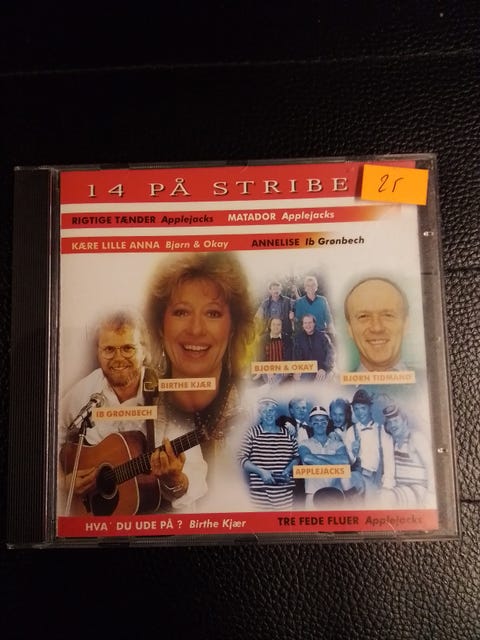 14 PÅ STRIBE
25
RIGTIGE TÆNDER Applejacks MATADOR Applejacks
KÆRE LILLE ANNA Bjørn & Okay ANNELISE Ib Grønbech
BJØRN & OKAY
BJØRN TIDMAND
BIRTHE KJÆR
IB GRØNBECH
APPLEJACKS
HVA' DU UDE PÅ ? Birthe Kjær TRE FEDE FLUER Applejacks